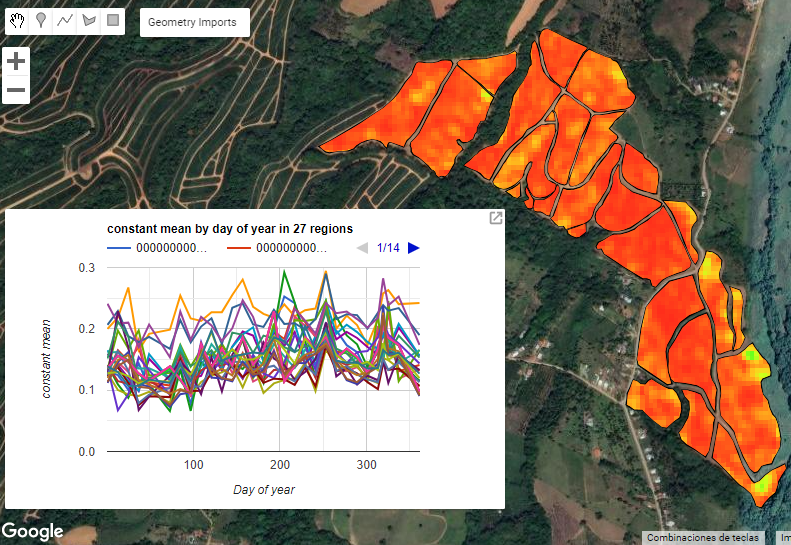 Geometry Imports
constant mean by day of year in 27 regions
000000000... 000000000... 1/14
0.3
0.2
0.1
0.0
constant mean
100 200 300
Day of year
Google
Combinaciones de teclas Im